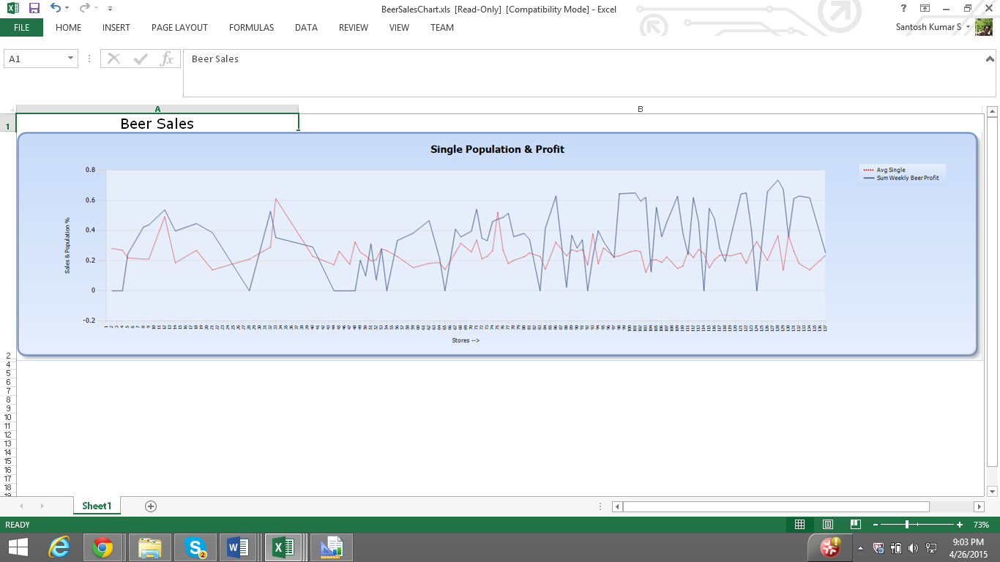 BeerSalesChart.xls [Read-Only] [Compatibility Mode] - Excel
?
FILE HOME INSERT PAGE LAYOUT FORMULAS DATA REVIEW VIEW TEAM
Santosh Kumar S
A1 fx Beer Sales
A B
1 Beer Sales
Single Population & Profit
Avg Single
Sum Weekly Beer Profit
Sales & Population %
0.8
0.6
0.4
0.2
0
-0.2
Stores -->
2
4
5
6
7
8
9
10
11
12
13
14
15
16
17
18
Sheet1
READY
73%
2
9:03 PM
4/26/2015